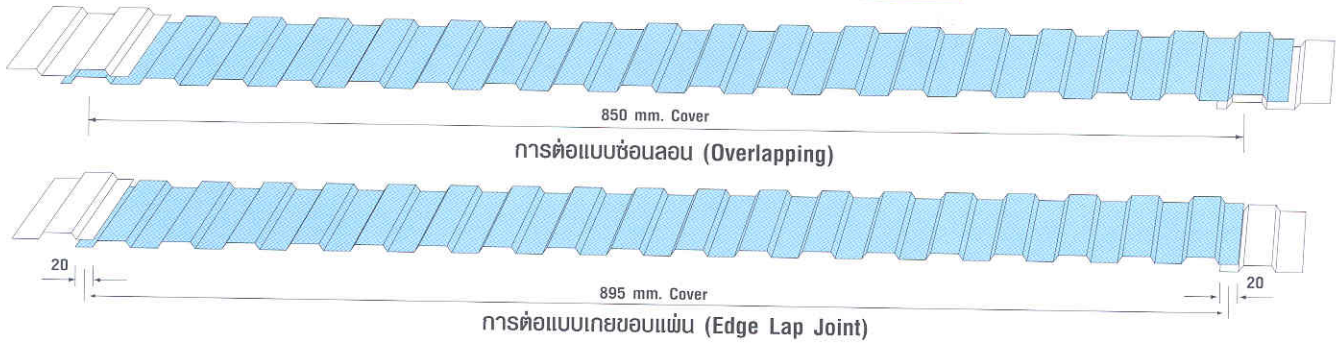 850 mm. Cover
การต่อแบบซ่อนลอน (Overlapping)
20
20
895 mm. Cover
การต่อแบบเกยขอบแผ่น (Edge Lap Joint)